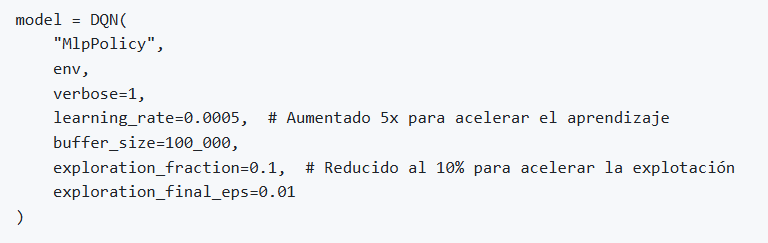 model = DQN(
    "MlpPolicy",
    env,
    verbose=1,
    learning_rate=0.0005,  # Aumentado 5x para acelerar el aprendizaje
    buffer_size=100_000,
    exploration_fraction=0.1,  # Reducido al 10% para acelerar la explotación
    exploration_final_eps=0.01
)